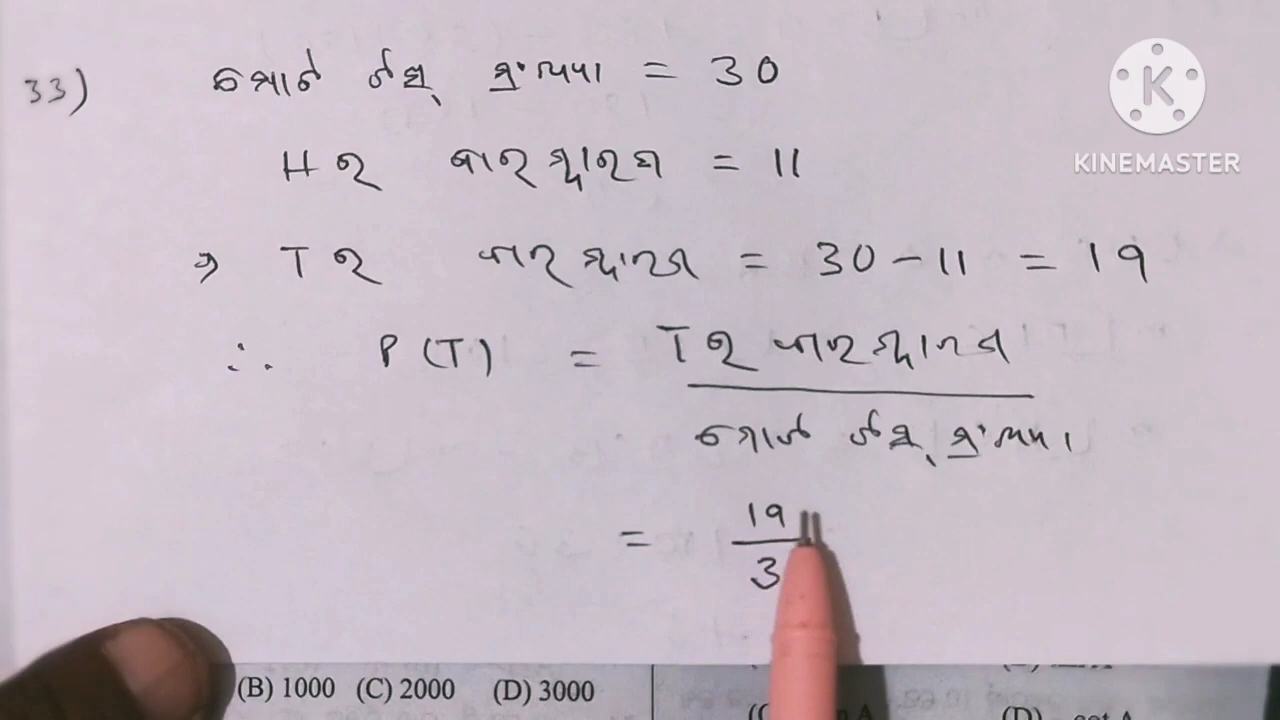 33) ମୋଟ ଟସ୍ ସଂଖ୍ୟା = 30
H ର ବାରମ୍ବାରତା = 11
⇒ T ର ବାରମ୍ବାରତା = 30 - 11 = 19
∴ P(T) = T ର ବାରମ୍ବାରତା
ମୋଟ ଟସ୍ ସଂଖ୍ୟା
= 19
3
K
KINEMASTER
(B) 1000 (C) 2000 (D) 3000